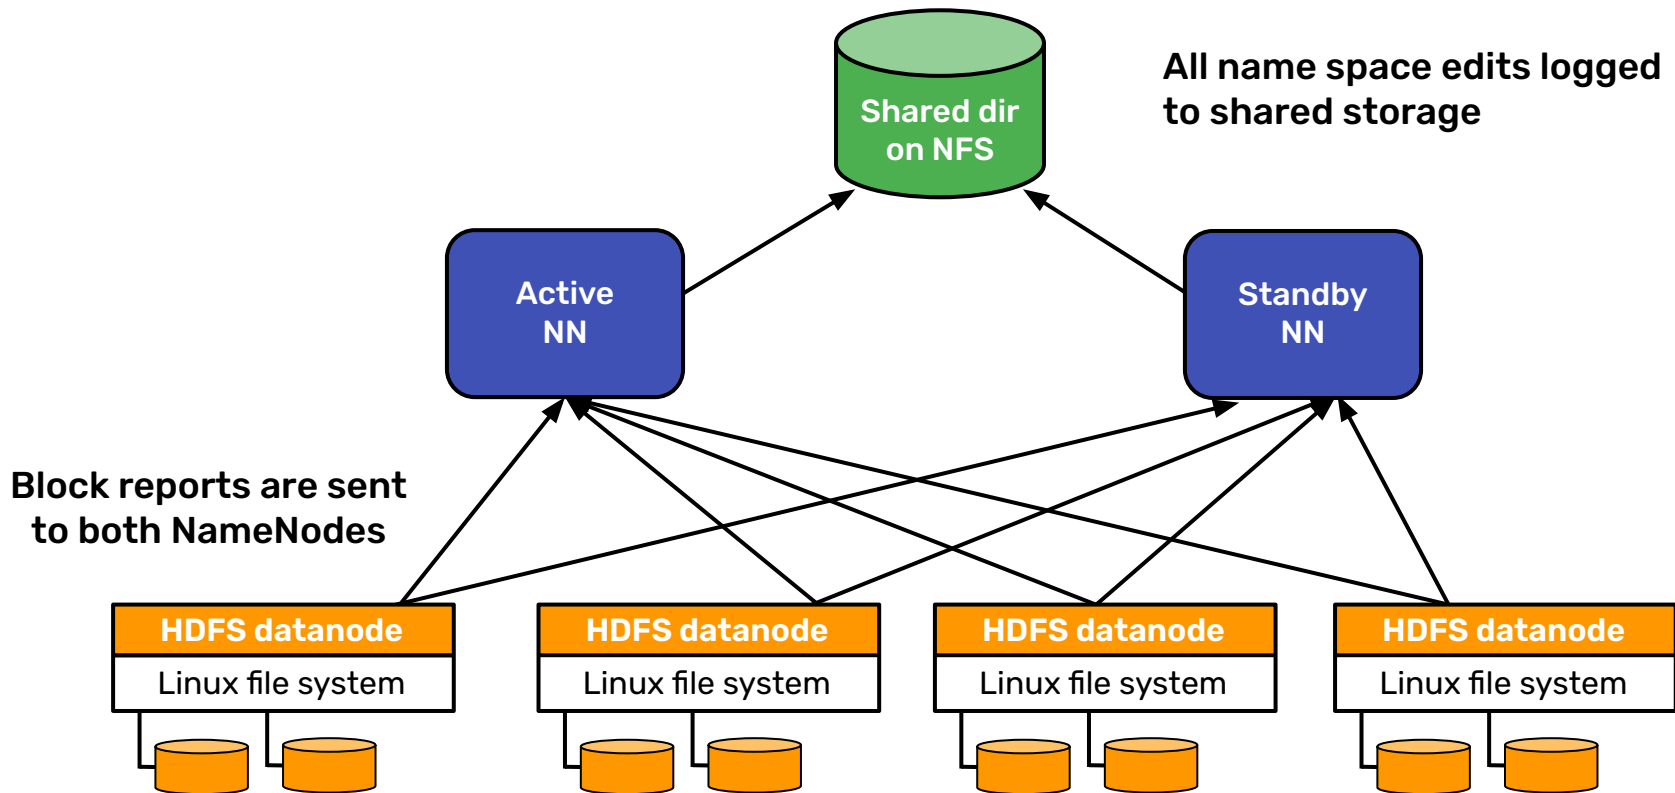 Shared dir
on NFS
All name space edits logged
to shared storage
Active
NN
Standby
NN
Block reports are sent
to both NameNodes
HDFS datanode
HDFS datanode
HDFS datanode
HDFS datanode
Linux file system
Linux file system
Linux file system
Linux file system